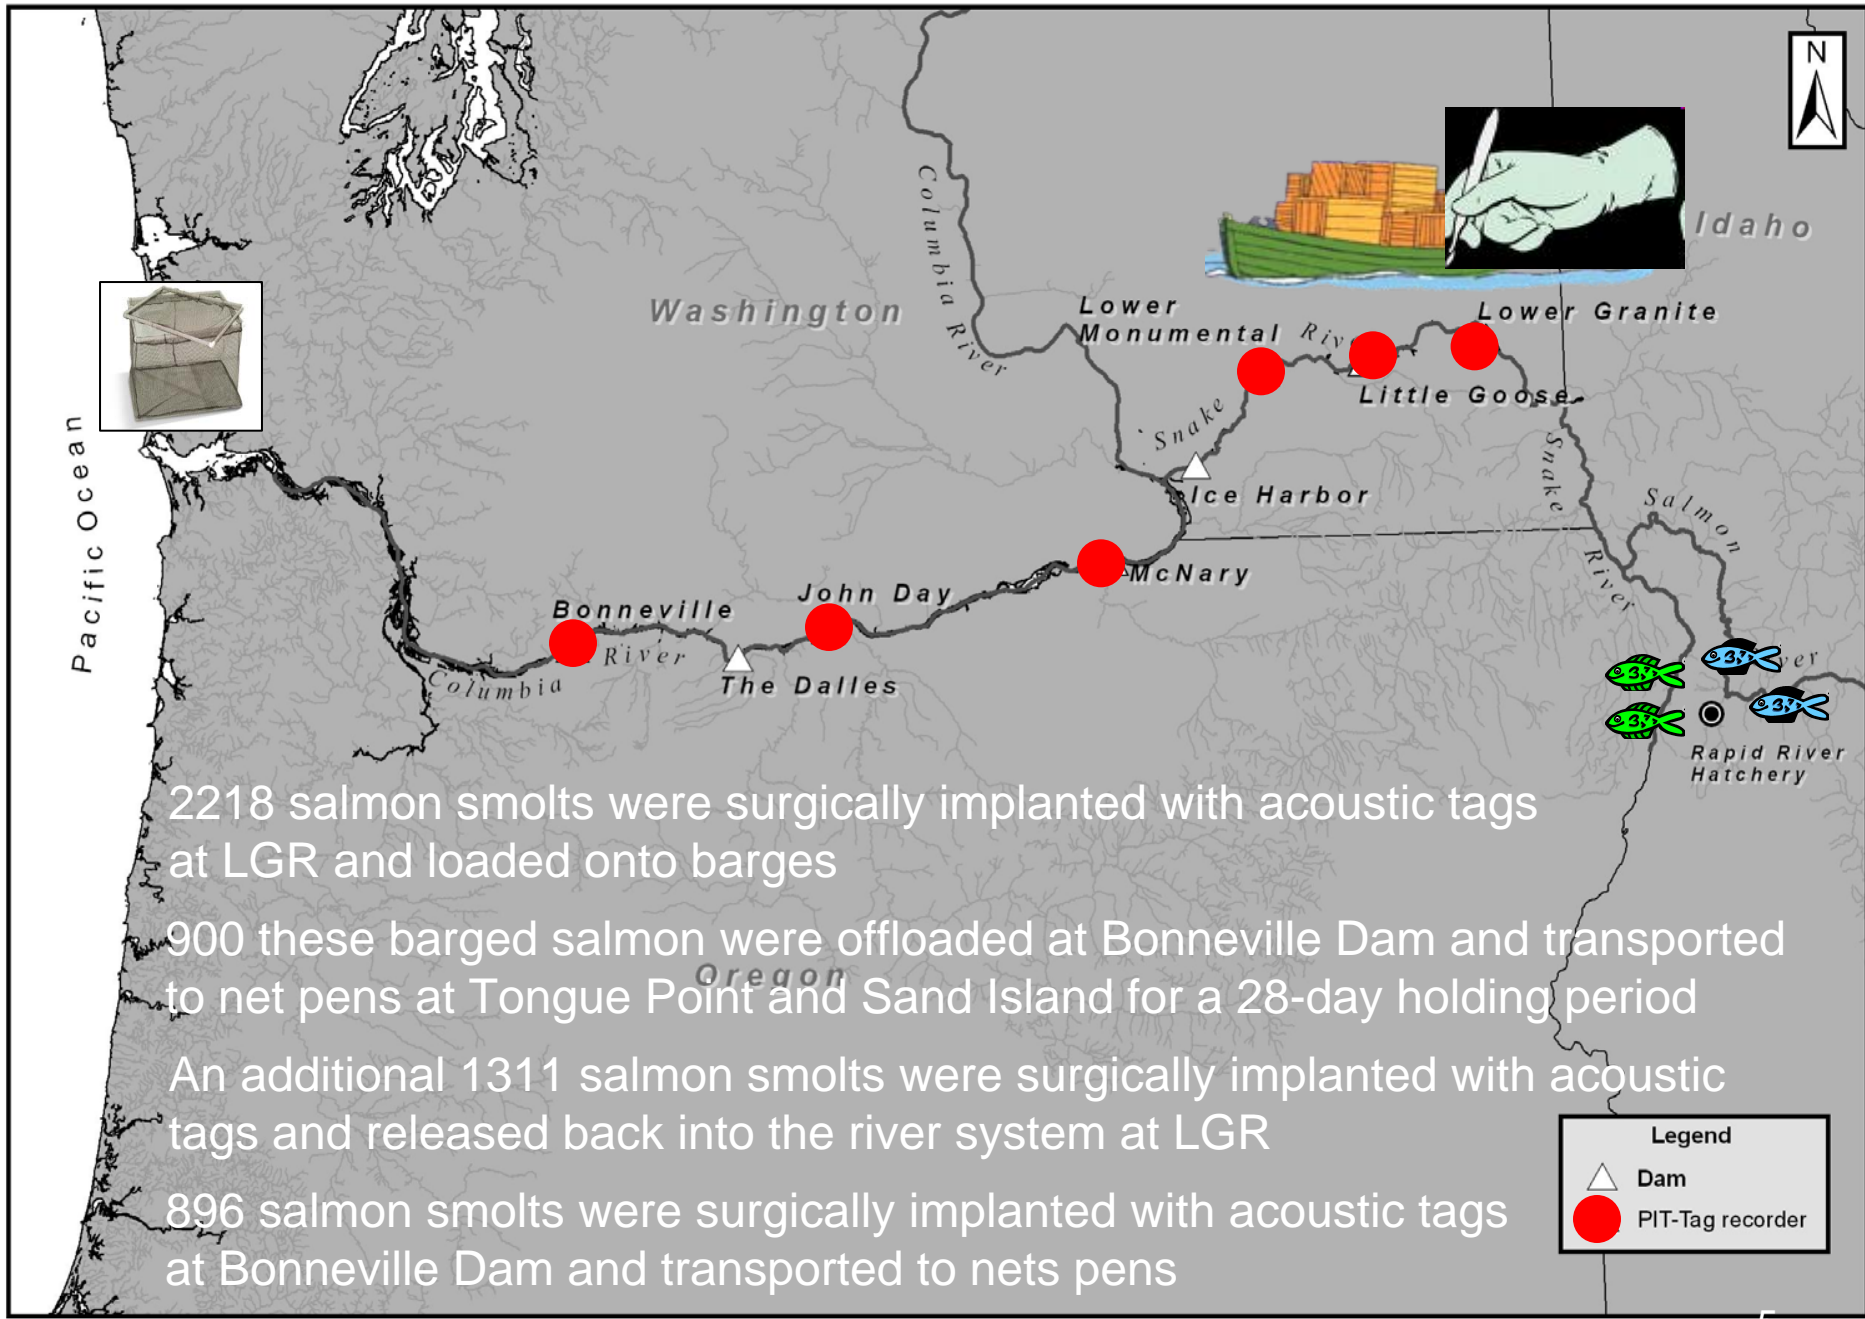 N
Idaho
Columbia River
Washington
Lower
Monumental
River
Lower Granite
Little Goose
Pacific Ocean
Snake
Ice Harbor
Snake
River
Salmon
McNary
John Day
Bonneville
River
Columbia
The Dalles
Rapid River
Hatchery
2218 salmon smolts were surgically implanted with acoustic tags
at LGR and loaded onto barges
900 these barged salmon were offloaded at Bonneville Dam and transported
Oregon
to net pens at Tongue Point and Sand Island for a 28-day holding period
An additional 1311 salmon smolts were surgically implanted with acoustic
tags and released back into the river system at LGR
896 salmon smolts were surgically implanted with acoustic tags
at Bonneville Dam and transported to nets pens
Legend
Dam
PIT-Tag recorder